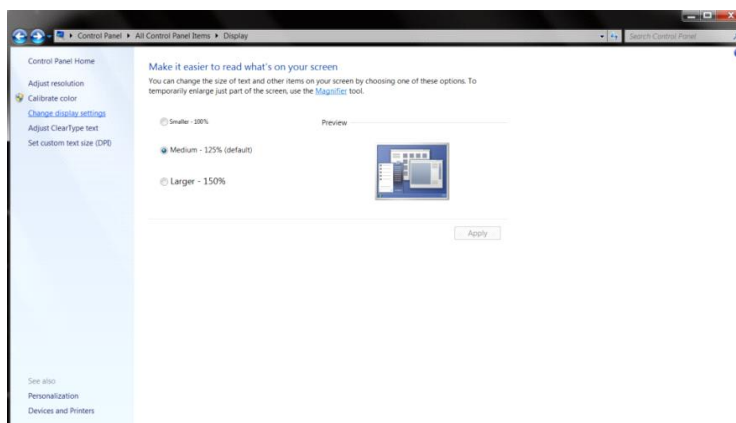 Control Panel ▸ All Control Panel Items ▸ Display
Search Control Panel
Control Panel Home
Adjust resolution
Calibrate color
Change display settings
Adjust ClearType text
Set custom text size (DPI)
Make it easier to read what's on your screen
You can change the size of text and other items on your screen by choosing one of these options. To
temporarily enlarge just part of the screen, use the Magnifier tool.
Smaller - 100%
Preview
Medium - 125% (default)
Larger - 150%
Apply
See also
Personalization
Devices and Printers